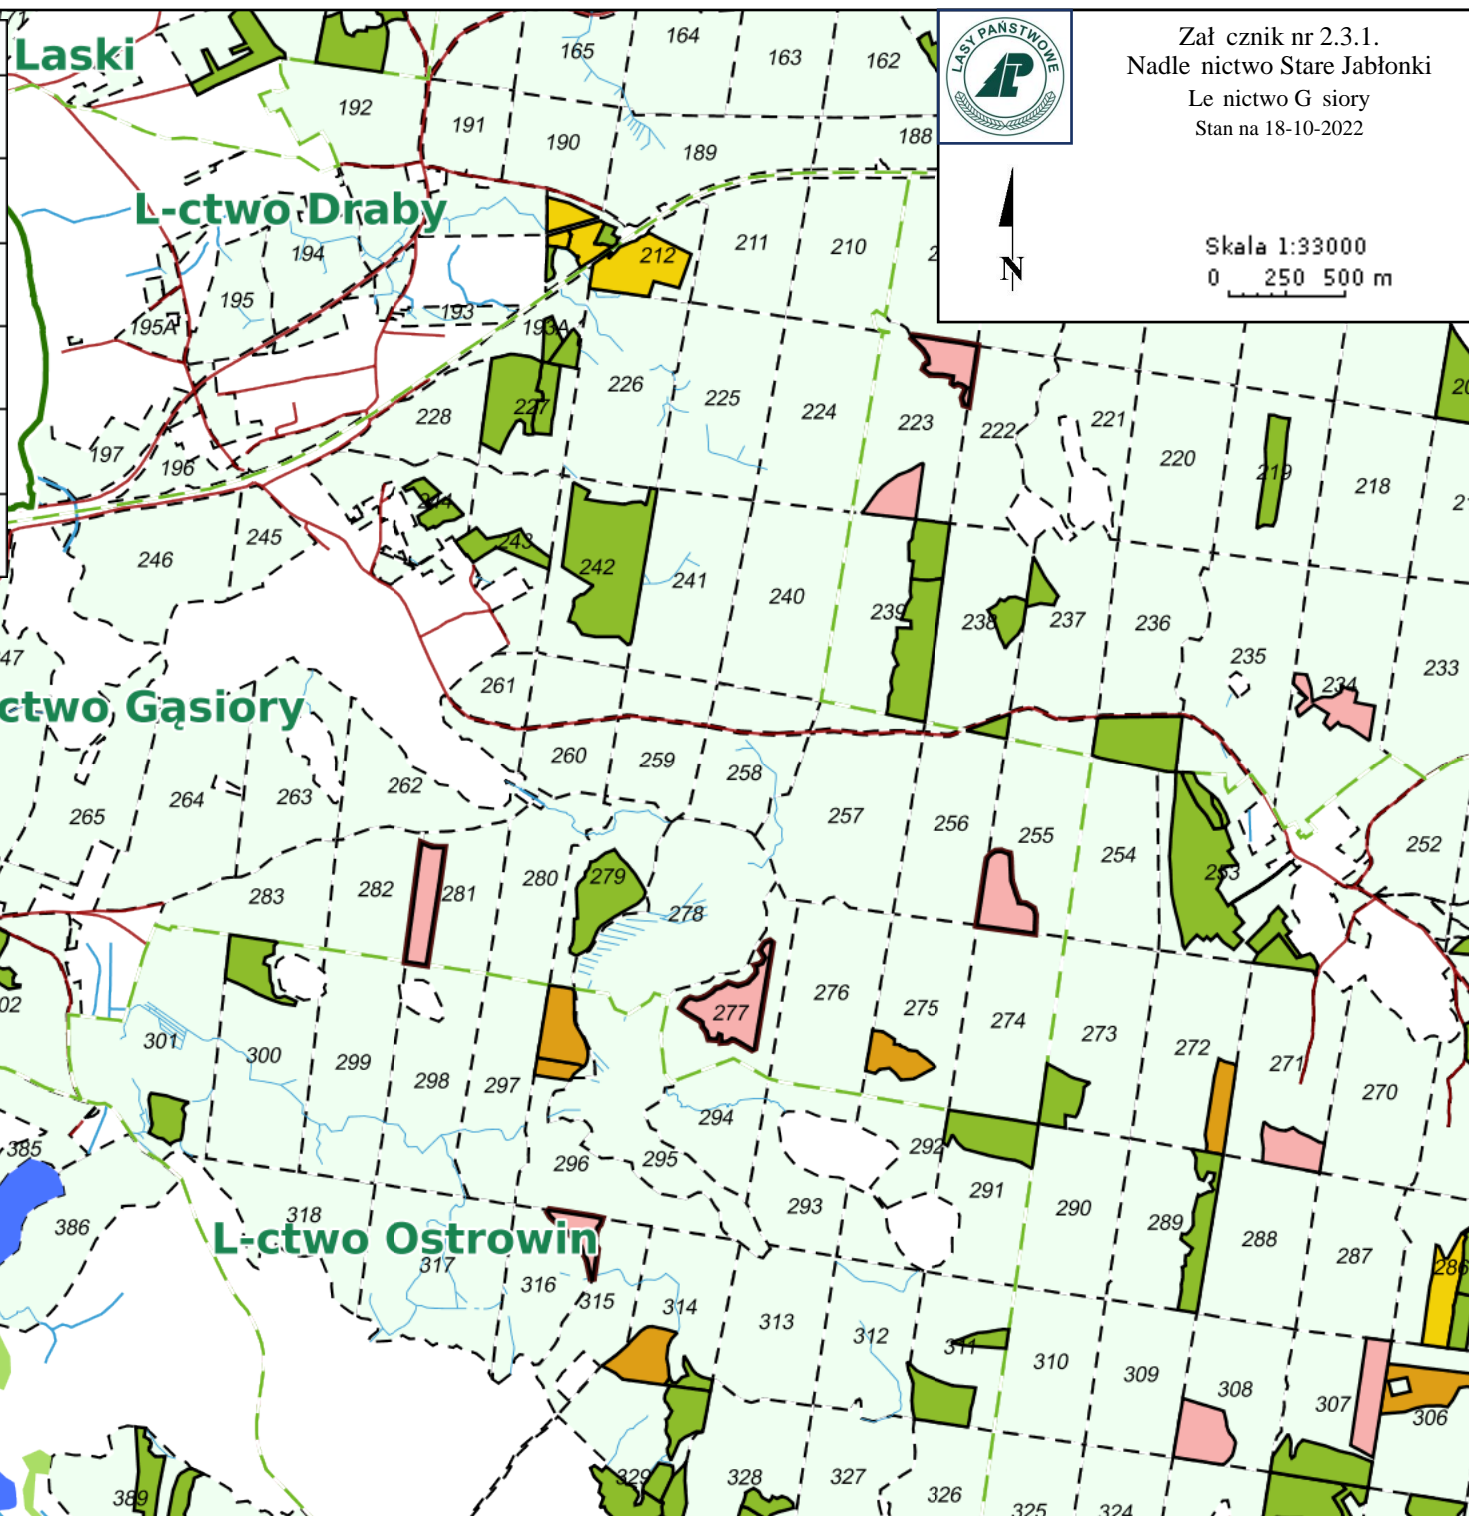 Laski
LASY PAŃSTWOWE
LP
Zał cznik nr 2.3.1.
Nadle nictwo Stare Jabłonki
Le nictwo G siory
Stan na 18-10-2022
N
Skala 1:33000
0 250 500 m
165 164 163 162
192 191 190 189 188
L-ctwo Draby
194 212 211 210
195 193
195A 193A
226 225 224 223 222 221 220 219 218
228 227
197 196
246 245 244 243 242 241 240 239 238 237 236 235 234 233
261
ctwo Gąsiory
260 259 258 257 256 255 254 253 252
265 264 263 262
283 282 281 280 279 278
277 276 275 274 273 272 271 270
301 300 299 298 297
296 295 294 293 292 291 290 289 288 287 286
385
386
318
L-ctwo Ostrowin
317 316 315 314 313 312 311 310 309 308 307 306
389
329 328 327 326 325 324